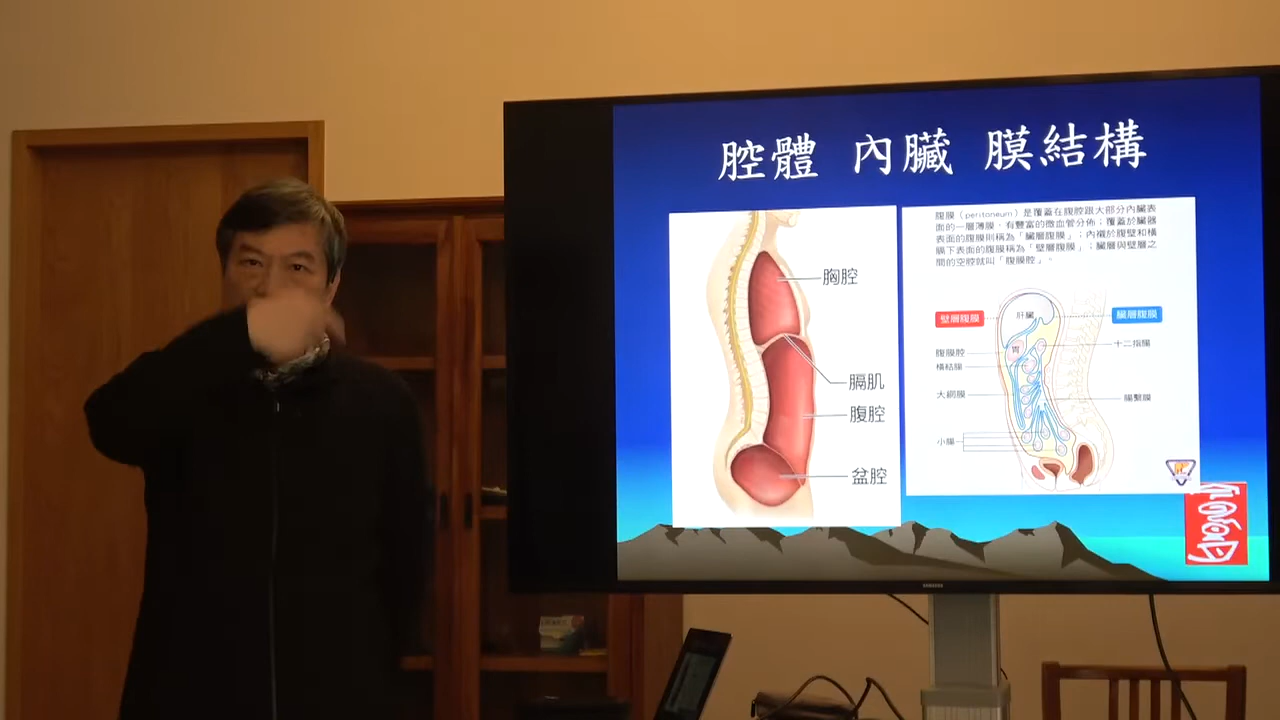 腔體 內臟 膜結構
胸腔
膈肌
腹腔
盆腔
腹膜（peritoneum）是覆蓋在腹腔跟大部分內臟表
面的一層薄膜，有豐富的微血管分佈；覆蓋於臟器
表面的腹膜則稱為「臟層腹膜」；內襯於腹壁和橫
膈下表面的腹膜稱為「壁層腹膜」；臟層與壁層之
間的空腔就叫「腹膜腔」。
壁層腹膜
肝臟
臟層腹膜
腹膜腔
胃
十二指腸
橫結腸
大網膜
腸繫膜
小腸
SAMSUNG